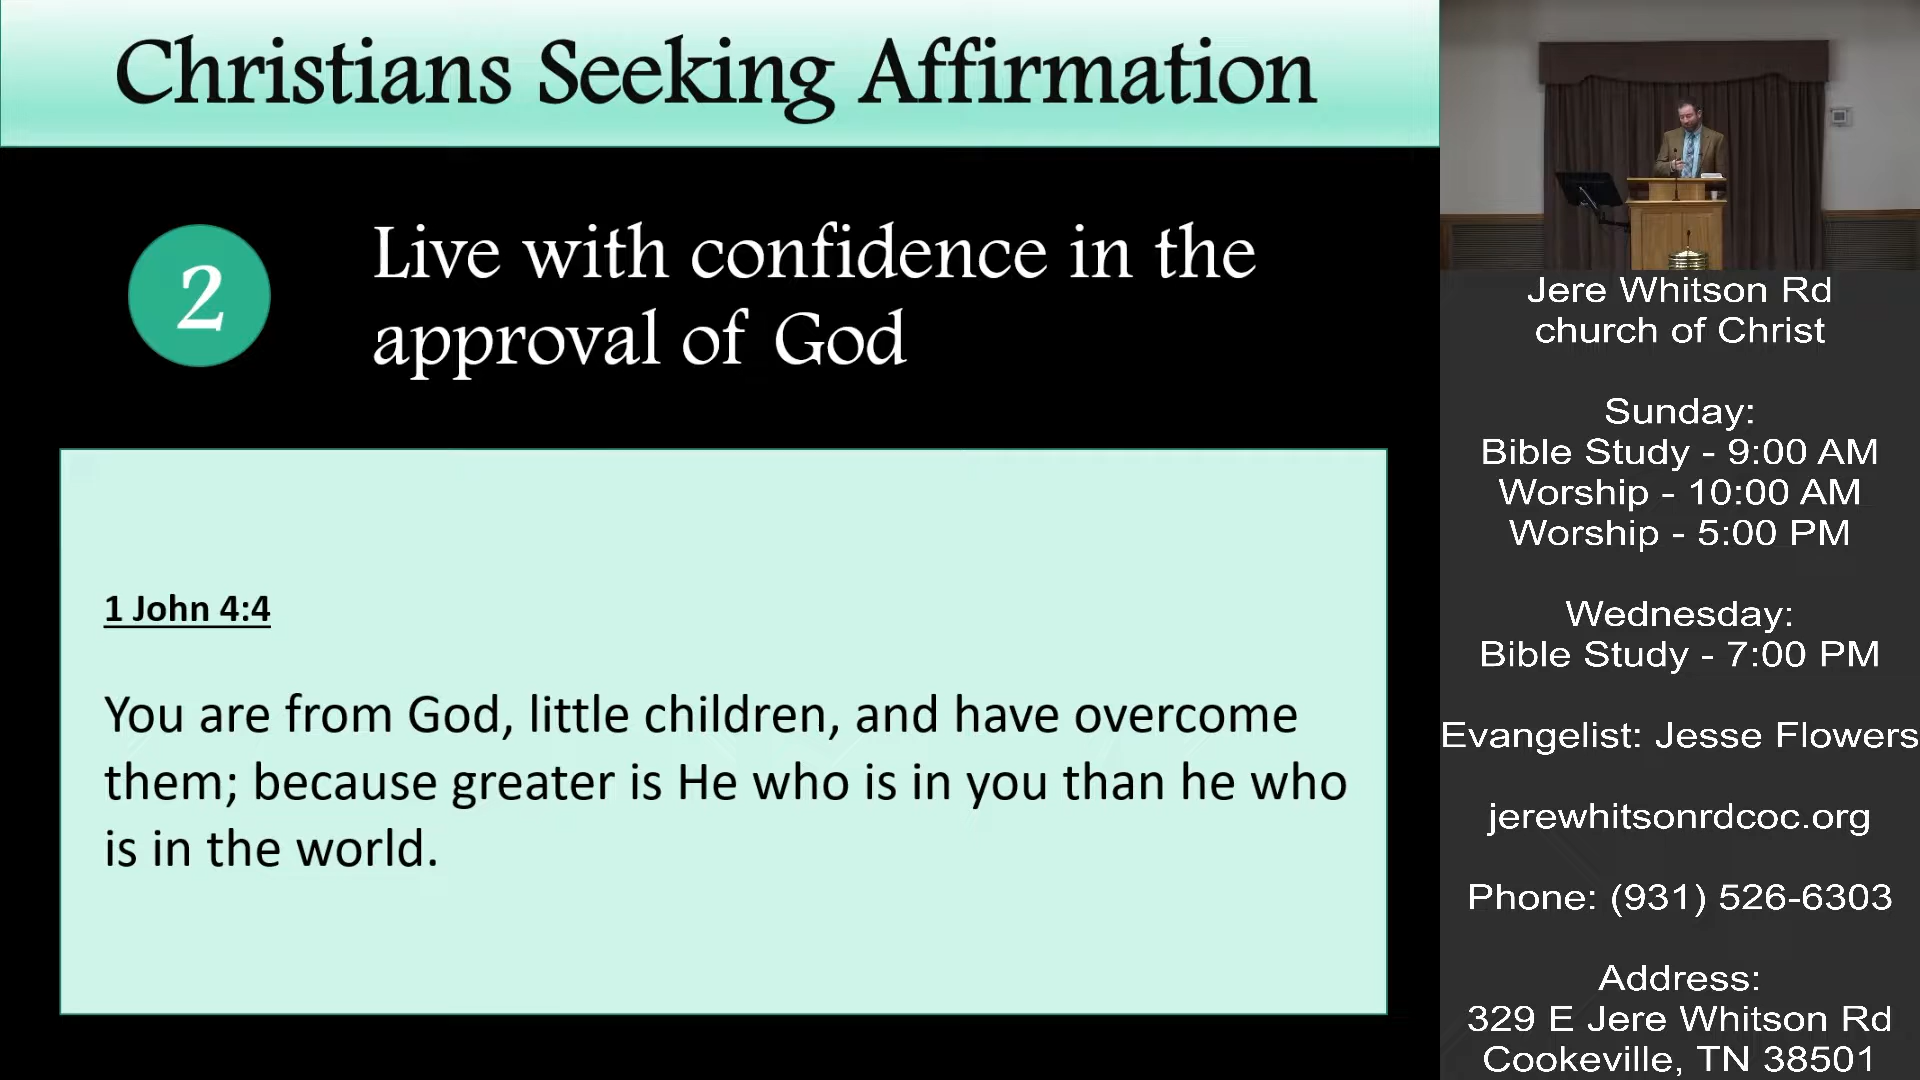 Christians Seeking Affirmation
2
Live with confidence in the
approval of God
1 John 4:4
You are from God, little children, and have overcome
them; because greater is He who is in you than he who
is in the world.
Jere Whitson Rd
church of Christ
Sunday:
Bible Study - 9:00 AM
Worship - 10:00 AM
Worship - 5:00 PM
Wednesday:
Bible Study - 7:00 PM
Evangelist: Jesse Flowers
jerewhitsonrdcoc.org
Phone: (931) 526-6303
Address:
329 E Jere Whitson Rd
Cookeville, TN 38501